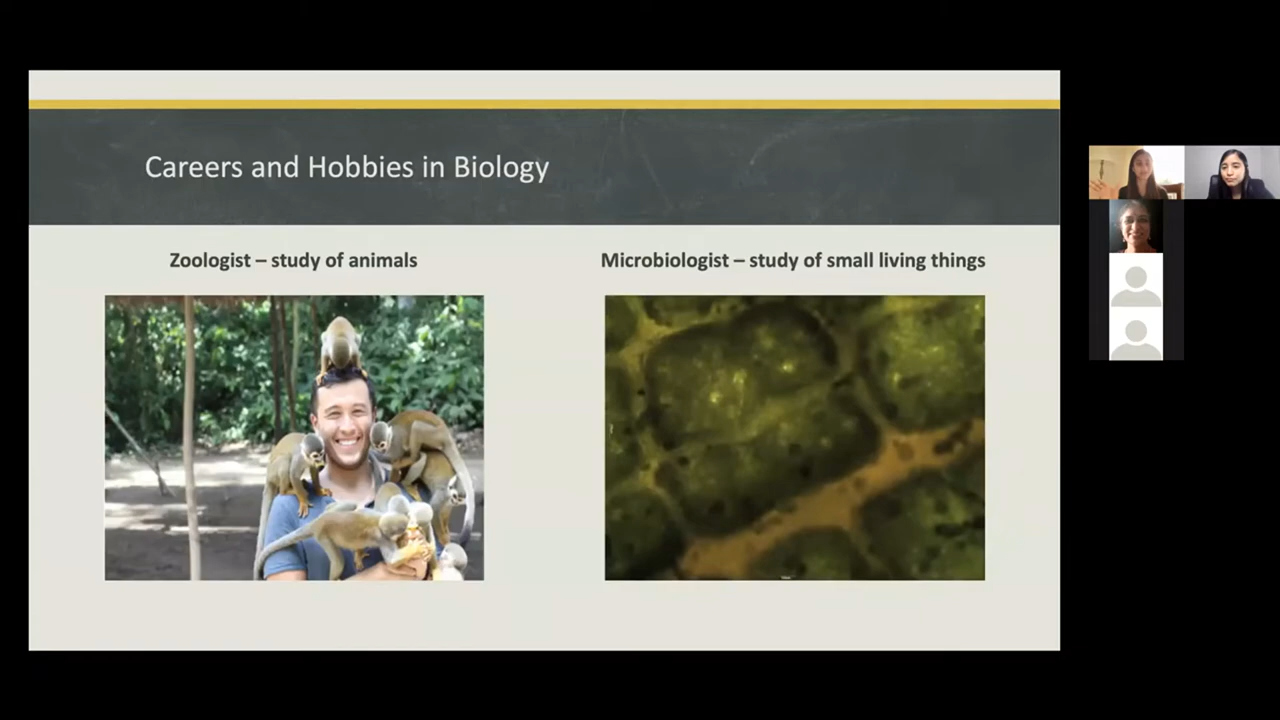 Careers and Hobbies in Biology
Zoologist – study of animals
Microbiologist – study of small living things